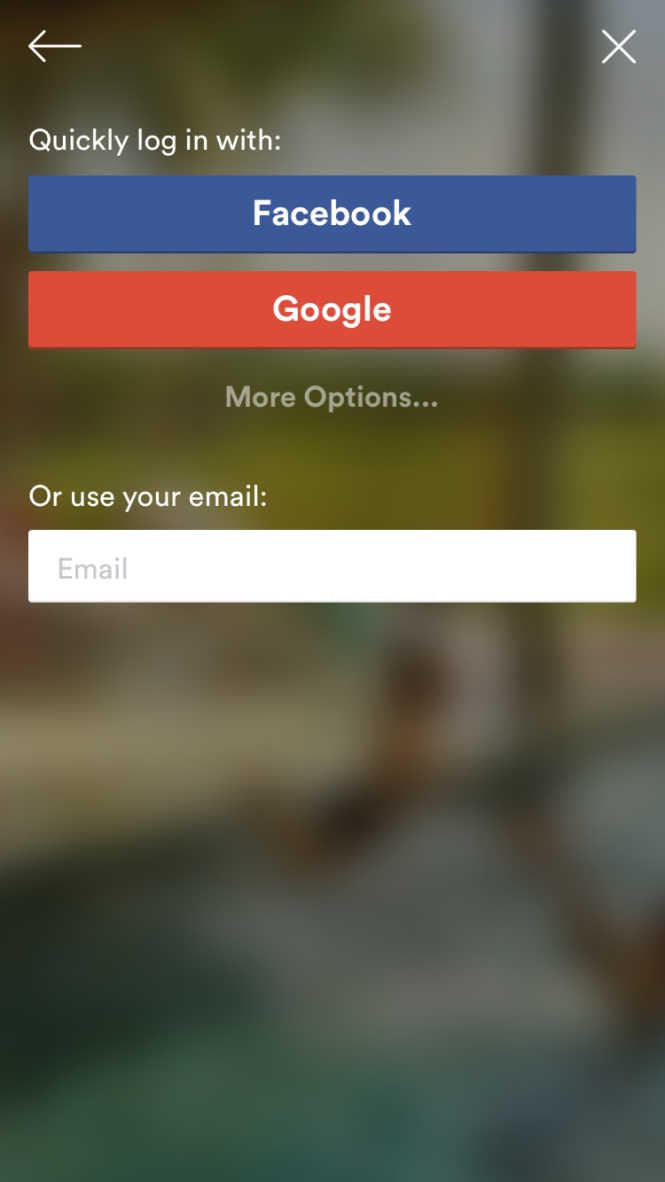 Quickly log in with:
Facebook
Google
More Options...
Or use your email:
Email